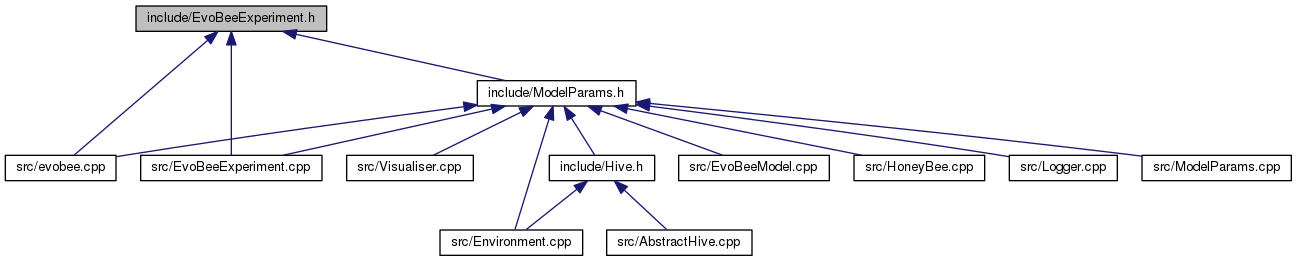 include/EvoBeeExperiment.h
include/ModelParams.h
src/evobee.cpp
src/EvoBeeExperiment.cpp
src/Visualiser.cpp
include/Hive.h
src/EvoBeeModel.cpp
src/HoneyBee.cpp
src/Logger.cpp
src/ModelParams.cpp
src/Environment.cpp
src/AbstractHive.cpp